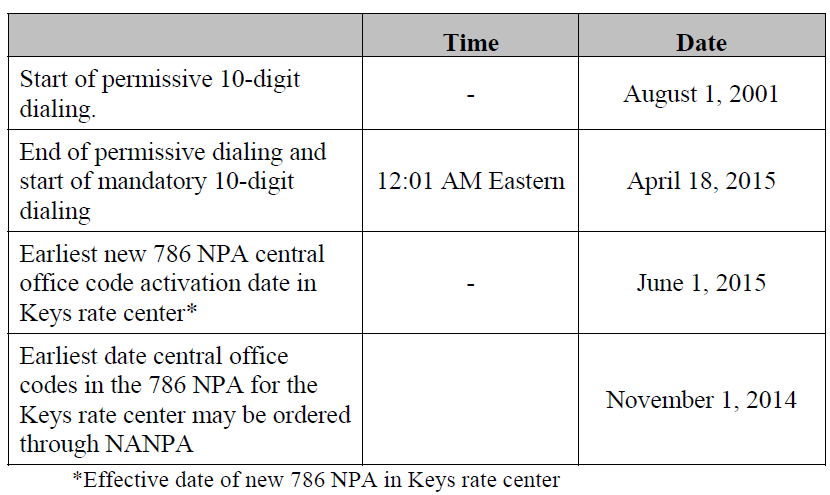 Time Date
Start of permissive 10-digit
dialing.
-
August 1, 2001
End of permissive dialing and
start of mandatory 10-digit
dialing
12:01 AM Eastern
April 18, 2015
Earliest new 786 NPA central
office code activation date in
Keys rate center*
-
June 1, 2015
Earliest date central office
codes in the 786 NPA for the
Keys rate center may be ordered
through NANPA
November 1, 2014
*Effective date of new 786 NPA in Keys rate center